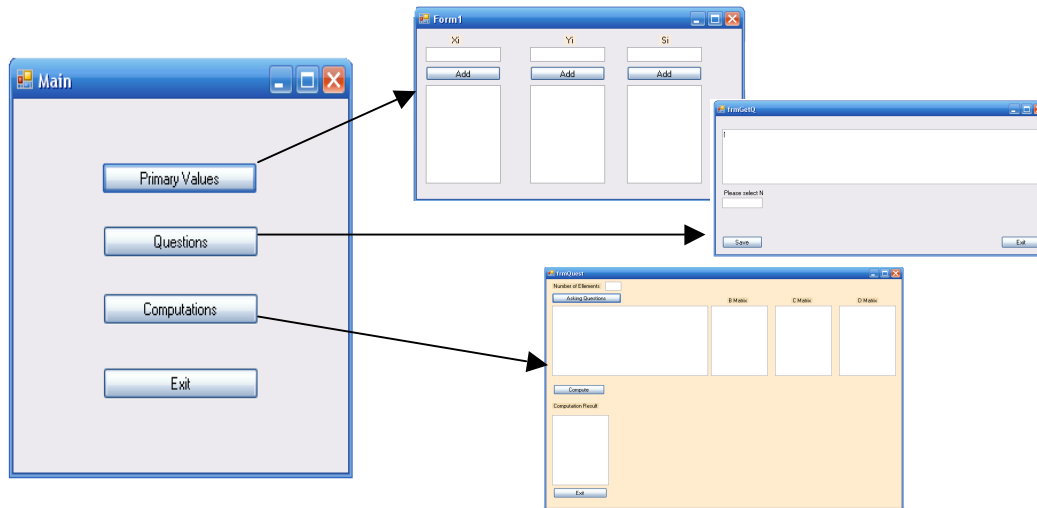 Main
Primary Values
Questions
Computations
Exit
Form1
Xi Yi Si
Add Add Add
frmGetQ
Please select N
Save Exit
frmQuest
Number of Ellements
Asking Questions
B Matrix C Matrix D Matrix
Compute
Computation Result
Exit